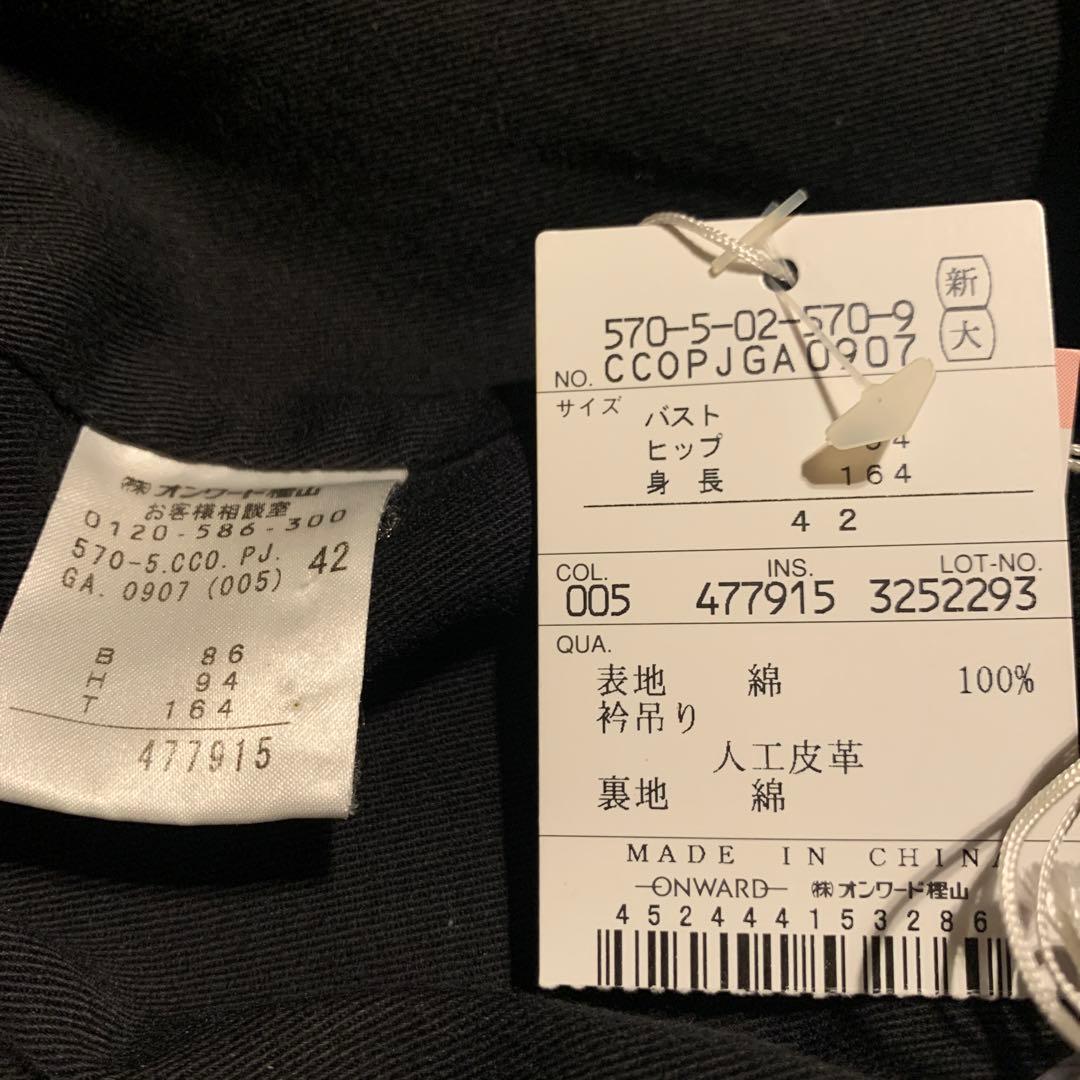 (株)オンワード樫山
お客様相談室
0120-586-300
570-5.CCO.PJ. 42
GA. 0907 (005)
B 86
H 94
T 164
477915
570-5-02-570-9 新
NO. CCOPJGA0907 大
サイズ バスト
ヒップ 94
身長 164
42
COL. INS. LOT-NO.
005 477915 3252293
QUA.
表地 綿 100%
衿吊り
人工皮革
裏地 綿
MADE IN CHINA
ONWARD (株)オンワード樫山
452444153286